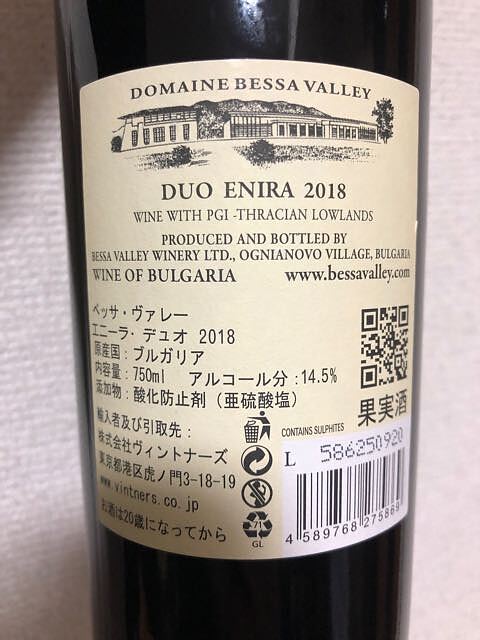 DOMAINE BESSA VALLEY
DUO ENIRA 2018
WINE WITH PGI -THRACIAN LOWLANDS
PRODUCED AND BOTTLED BY
BESSA VALLEY WINERY LTD., OGNIANOVO VILLAGE, BULGARIA
WINE OF BULGARIA www.bessavalley.com
ベッサ・ヴァレー
エニーラ・デュオ 2018
原産国：ブルガリア
内容量：750ml アルコール分：14.5%
添加物：酸化防止剤（亜硫酸塩）
果実酒
輸入者及び引取先：
株式会社ヴィントナーズ
東京都港区虎ノ門3-18-19
www.vintners.co.jp
お酒は20歳になってから
71
GL
CONTAINS SULPHITES
L 586250920
4 589768 275869